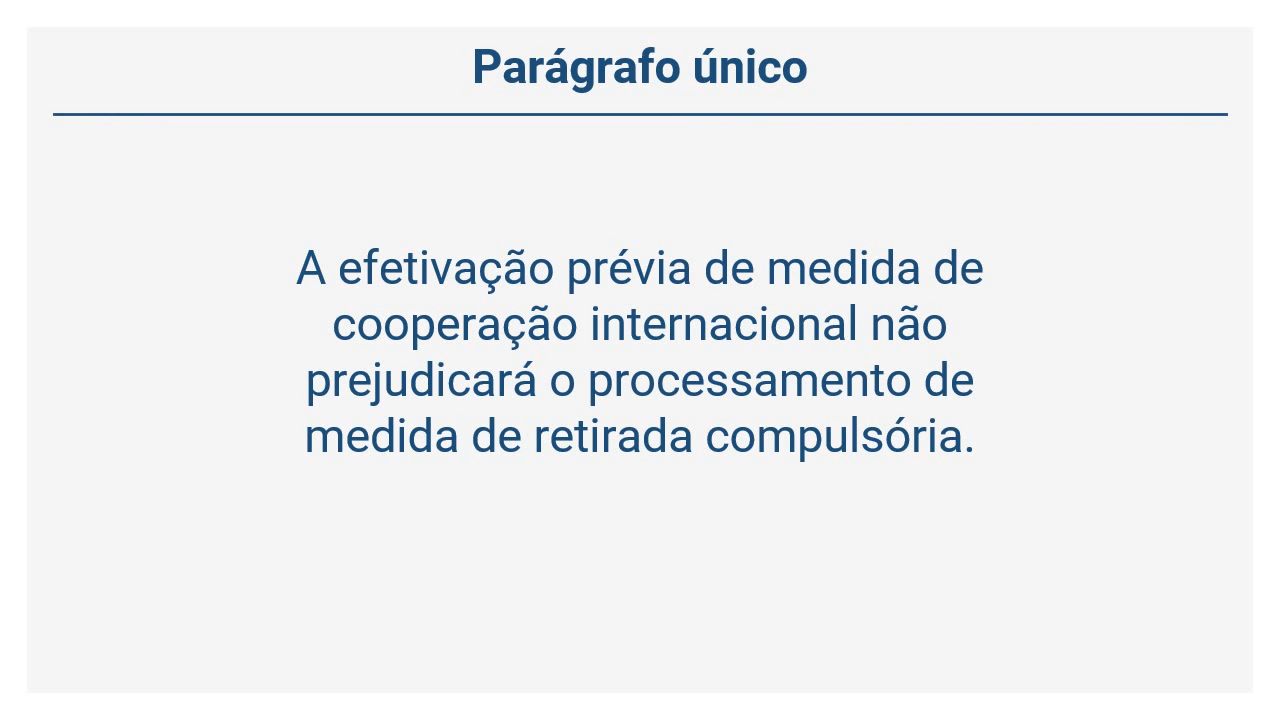 Parágrafo único
A efetivação prévia de medida de
cooperação internacional não
prejudicará o processamento de
medida de retirada compulsória.